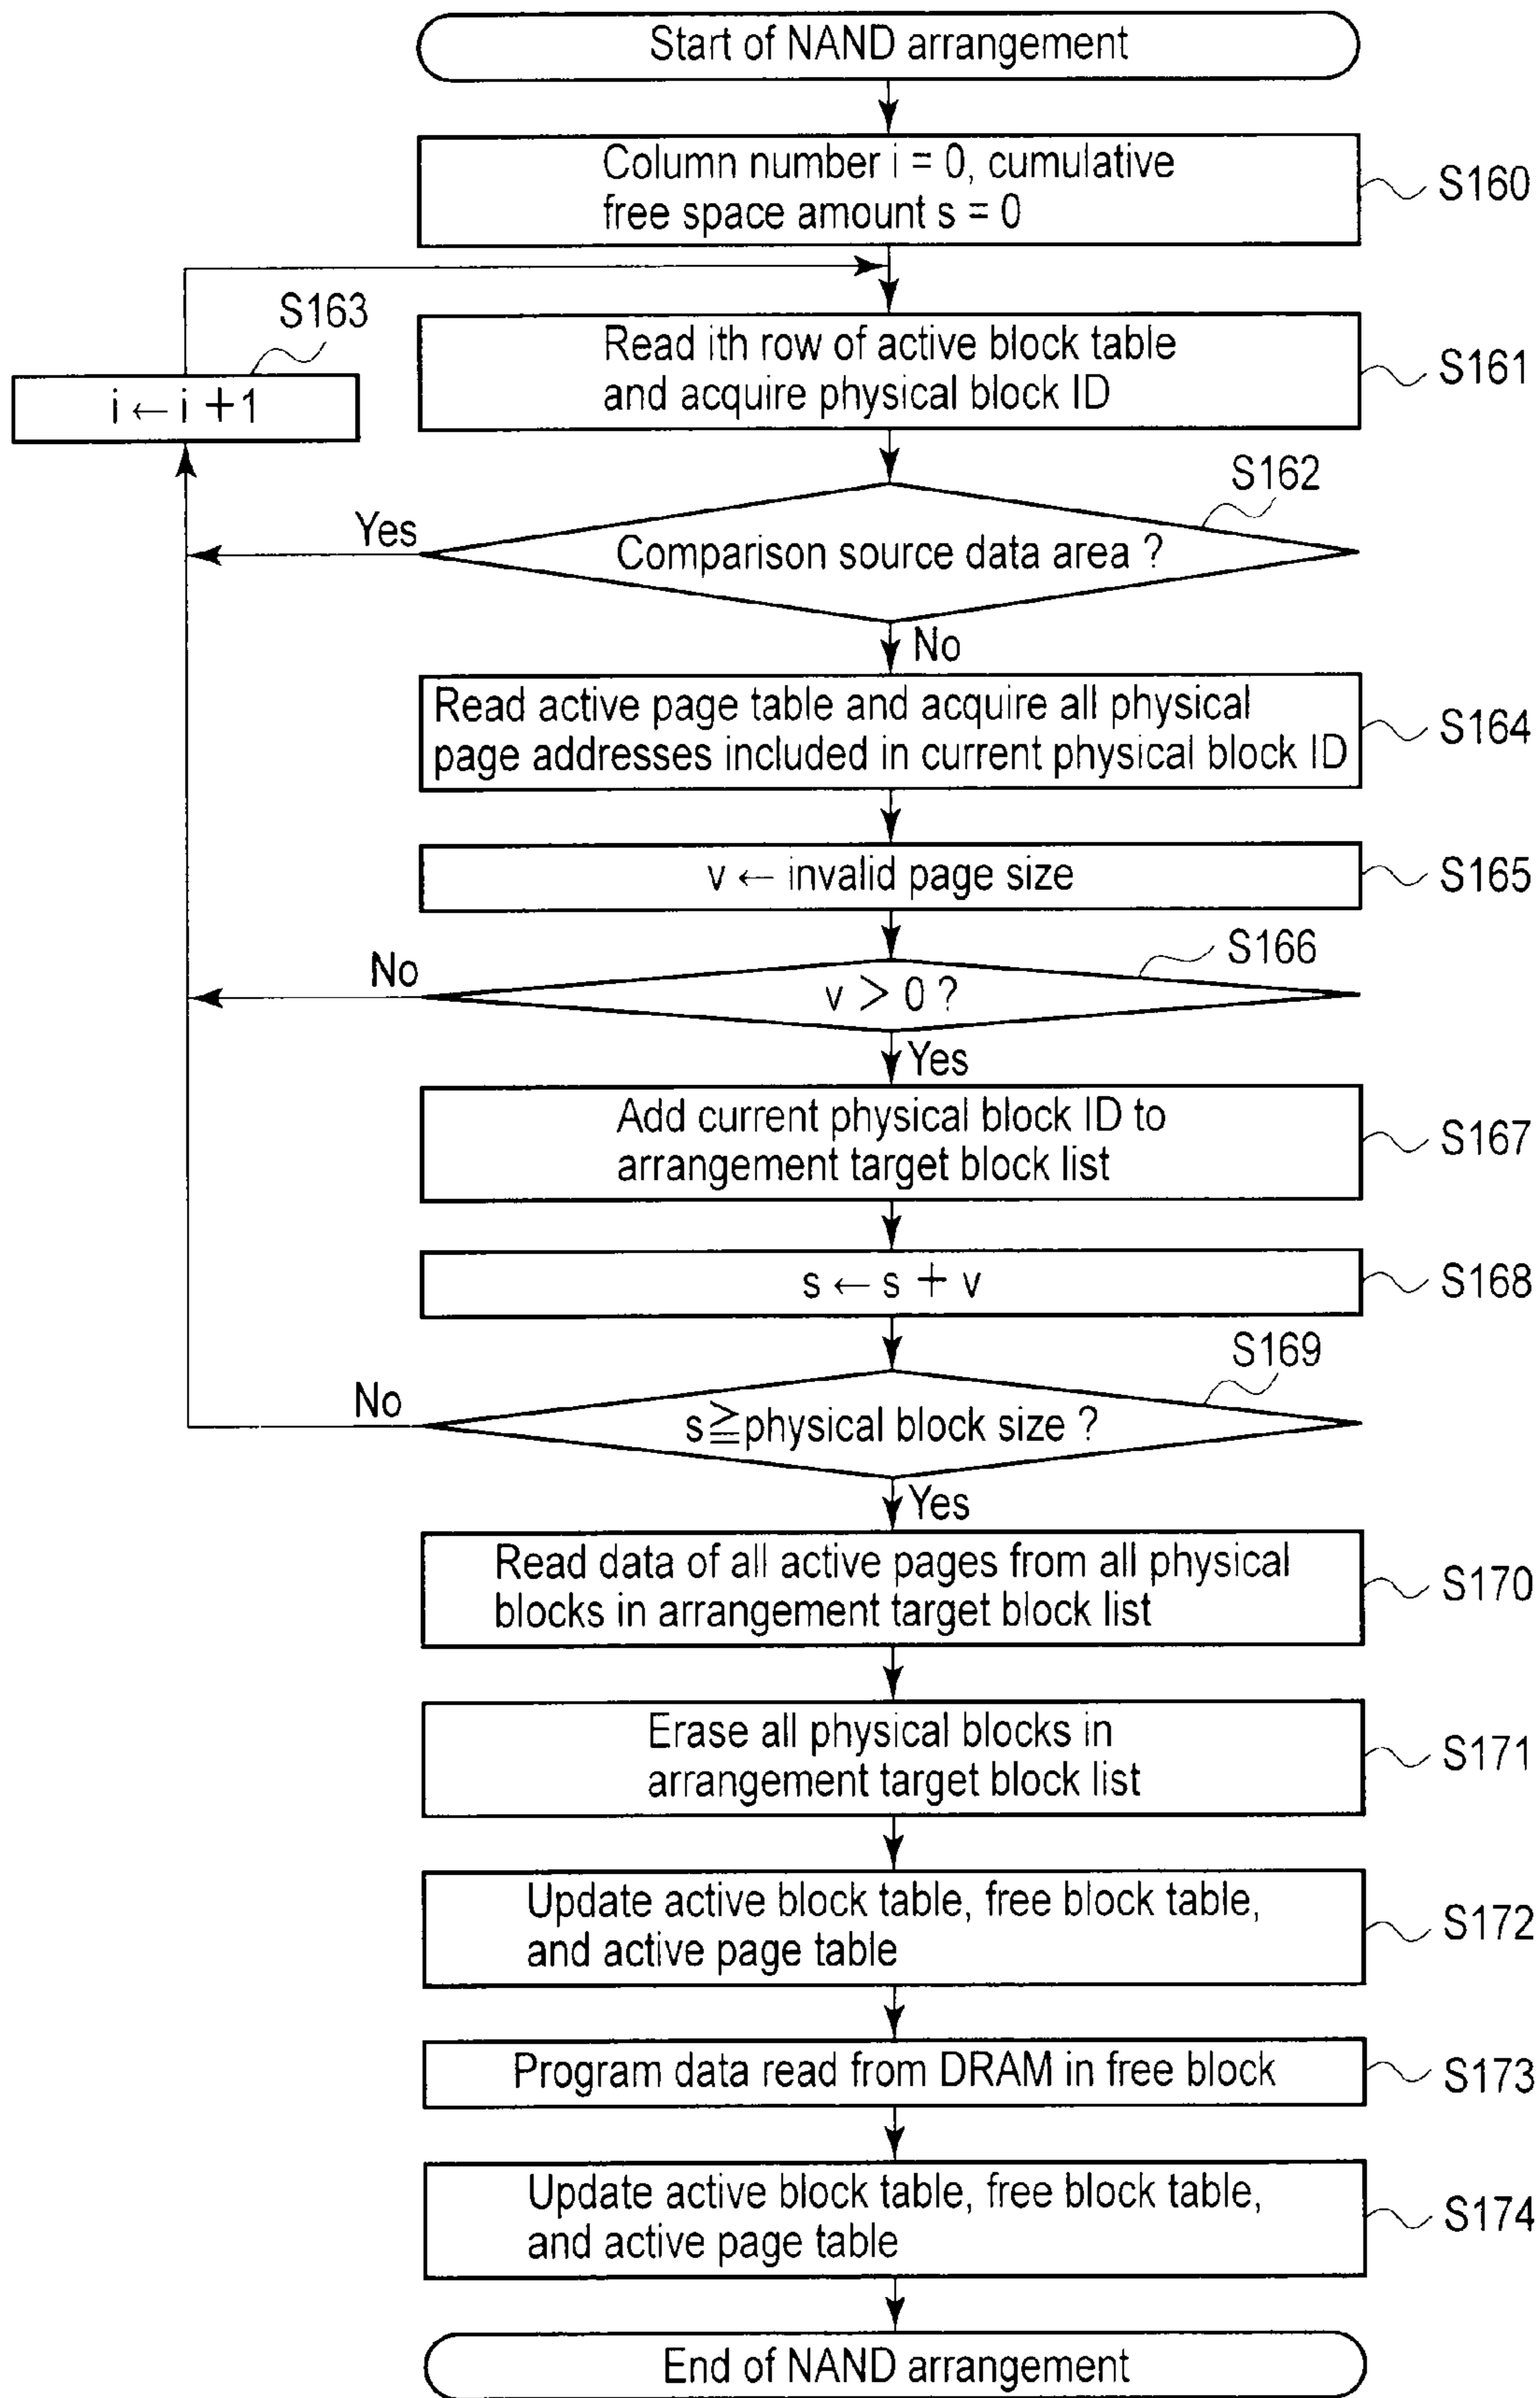 Start of NAND arrangement
Column number i = 0, cumulative
free space amount s = 0
S160
S163
i ← i +1
Read ith row of active block table
and acquire physical block ID
S161
S162
Yes
Comparison source data area ?
No
Read active page table and acquire all physical
page addresses included in current physical block ID
S164
v ← invalid page size
S165
S166
No
v > 0 ?
Yes
Add current physical block ID to
arrangement target block list
S167
s ← s + v
S168
S169
No
s≧physical block size ?
Yes
Read data of all active pages from all physical
blocks in arrangement target block list
S170
Erase all physical blocks in
arrangement target block list
S171
Update active block table, free block table,
and active page table
S172
Program data read from DRAM in free block
S173
Update active block table, free block table,
and active page table
S174
End of NAND arrangement